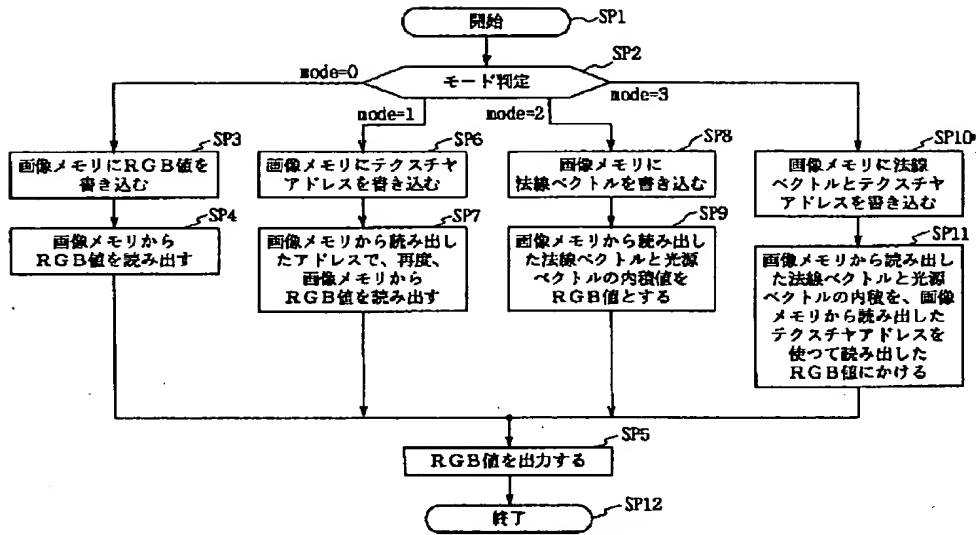 開始
SP1
SP2
モード判定
mode=0
mode=1
mode=2
mode=3
SP3
画像メモリにRGB値を
書き込む
SP4
画像メモリから
RGB値を読み出す
SP6
画像メモリにテクスチヤ
アドレスを書き込む
SP7
画像メモリから読み出し
たアドレスで、再度、
画像メモリから
RGB値を読み出す
SP8
画像メモリに
法線ベクトルを書き込む
SP9
画像メモリから読み出し
た法線ベクトルと光源
ベクトルの内積値を
RGB値とする
SP10
画像メモリに法線
ベクトルとテクスチヤ
アドレスを書き込む
SP11
画像メモリから読み出し
た法線ベクトルと光源
ベクトルの内積を、画像
メモリから読み出した
テクスチヤアドレスを
使つて読み出した
RGB値にかける
SP5
RGB値を出力する
SP12
終了